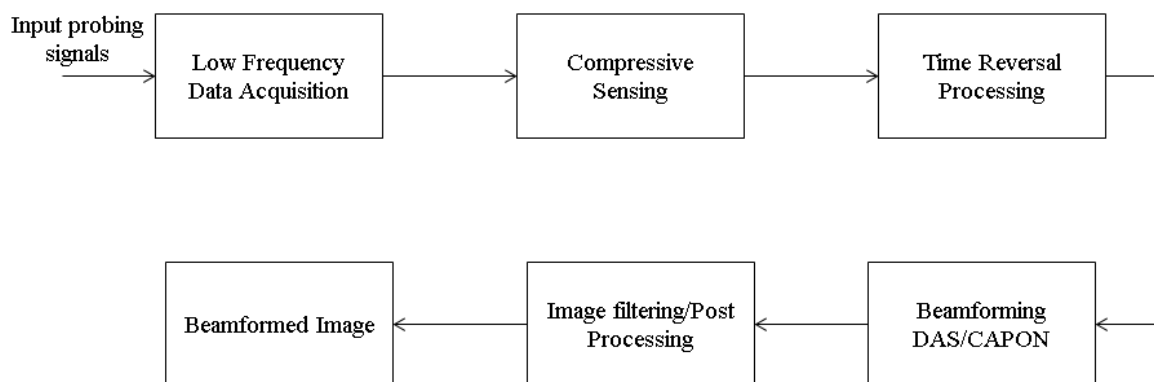 Input probing
signals
Low Frequency
Data Acquisition
Compressive
Sensing
Time Reversal
Processing
Beamforming
DAS/CAPON
Image filtering/Post
Processing
Beamformed Image